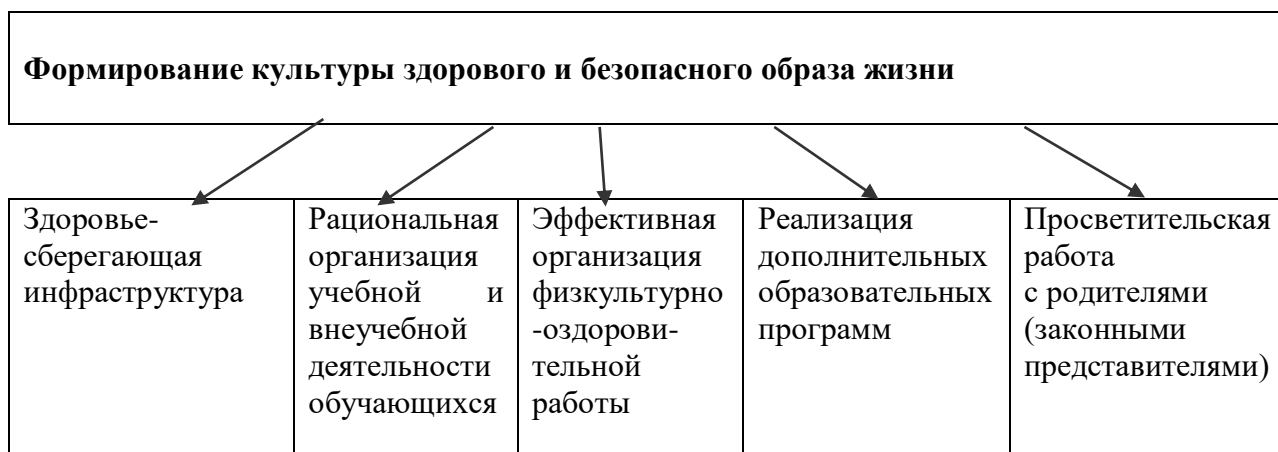 Формирование культуры здорового и безопасного образа жизни
Здоровье-
сберегающая
инфраструктура
Рациональная
организация
учебной и
внеучебной
деятельности
обучающихся
Эффективная
организация
физкультурно
-оздорови-
тельной
работы
Реализация
дополнительных
образовательных
программ
Просветительская
работа
с родителями
(законными
представителями)